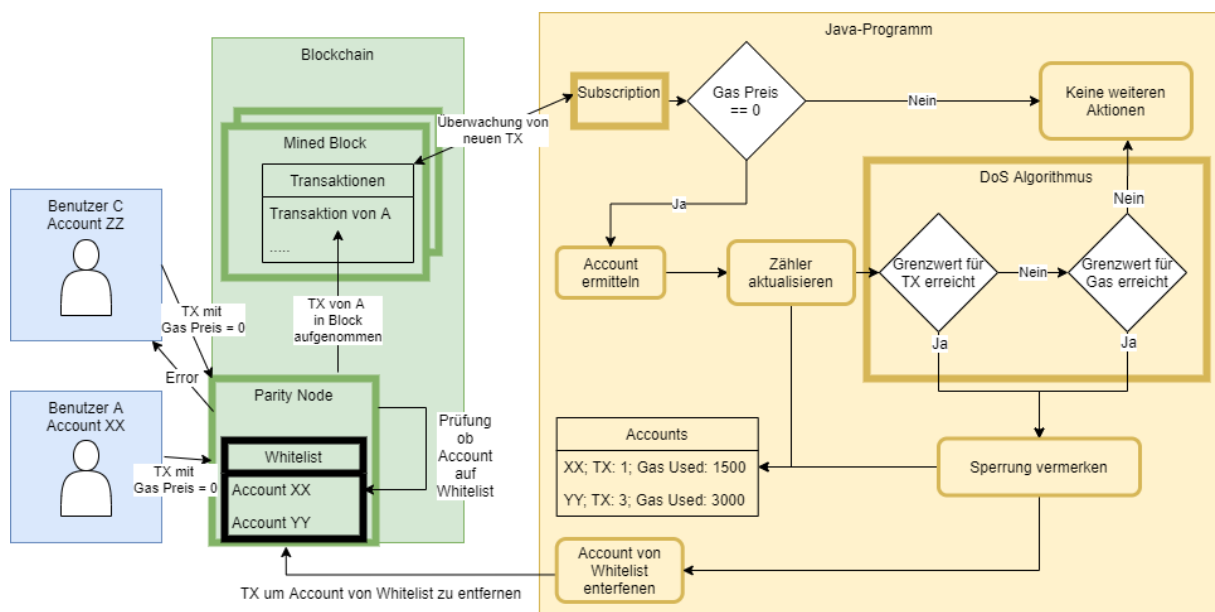 Blockchain
Java-Programm
Mined Block
Transaktionen
Transaktion von A
.....
Überwachung von
neuen TX
Subscription
Gas Preis
== 0
Nein
Keine weiteren
Aktionen
Ja
DoS Algorithmus
Nein
Account
ermitteln
Zähler
aktualisieren
Grenzwert für
TX erreicht
Nein
Grenzwert für
Gas erreicht
Ja
Ja
Benutzer C
Account ZZ
TX mit
Gas Preis = 0
Error
TX von A
in Block
aufgenommen
Benutzer A
Account XX
TX mit
Gas Preis = 0
Parity Node
Whitelist
Account XX
Account YY
Prüfung
ob
Account
auf
Whitelist
Accounts
XX; TX: 1; Gas Used: 1500
YY; TX: 3; Gas Used: 3000
Sperrung vermerken
Account von
Whitelist
enterfenen
TX um Account von Whitelist zu entfernen